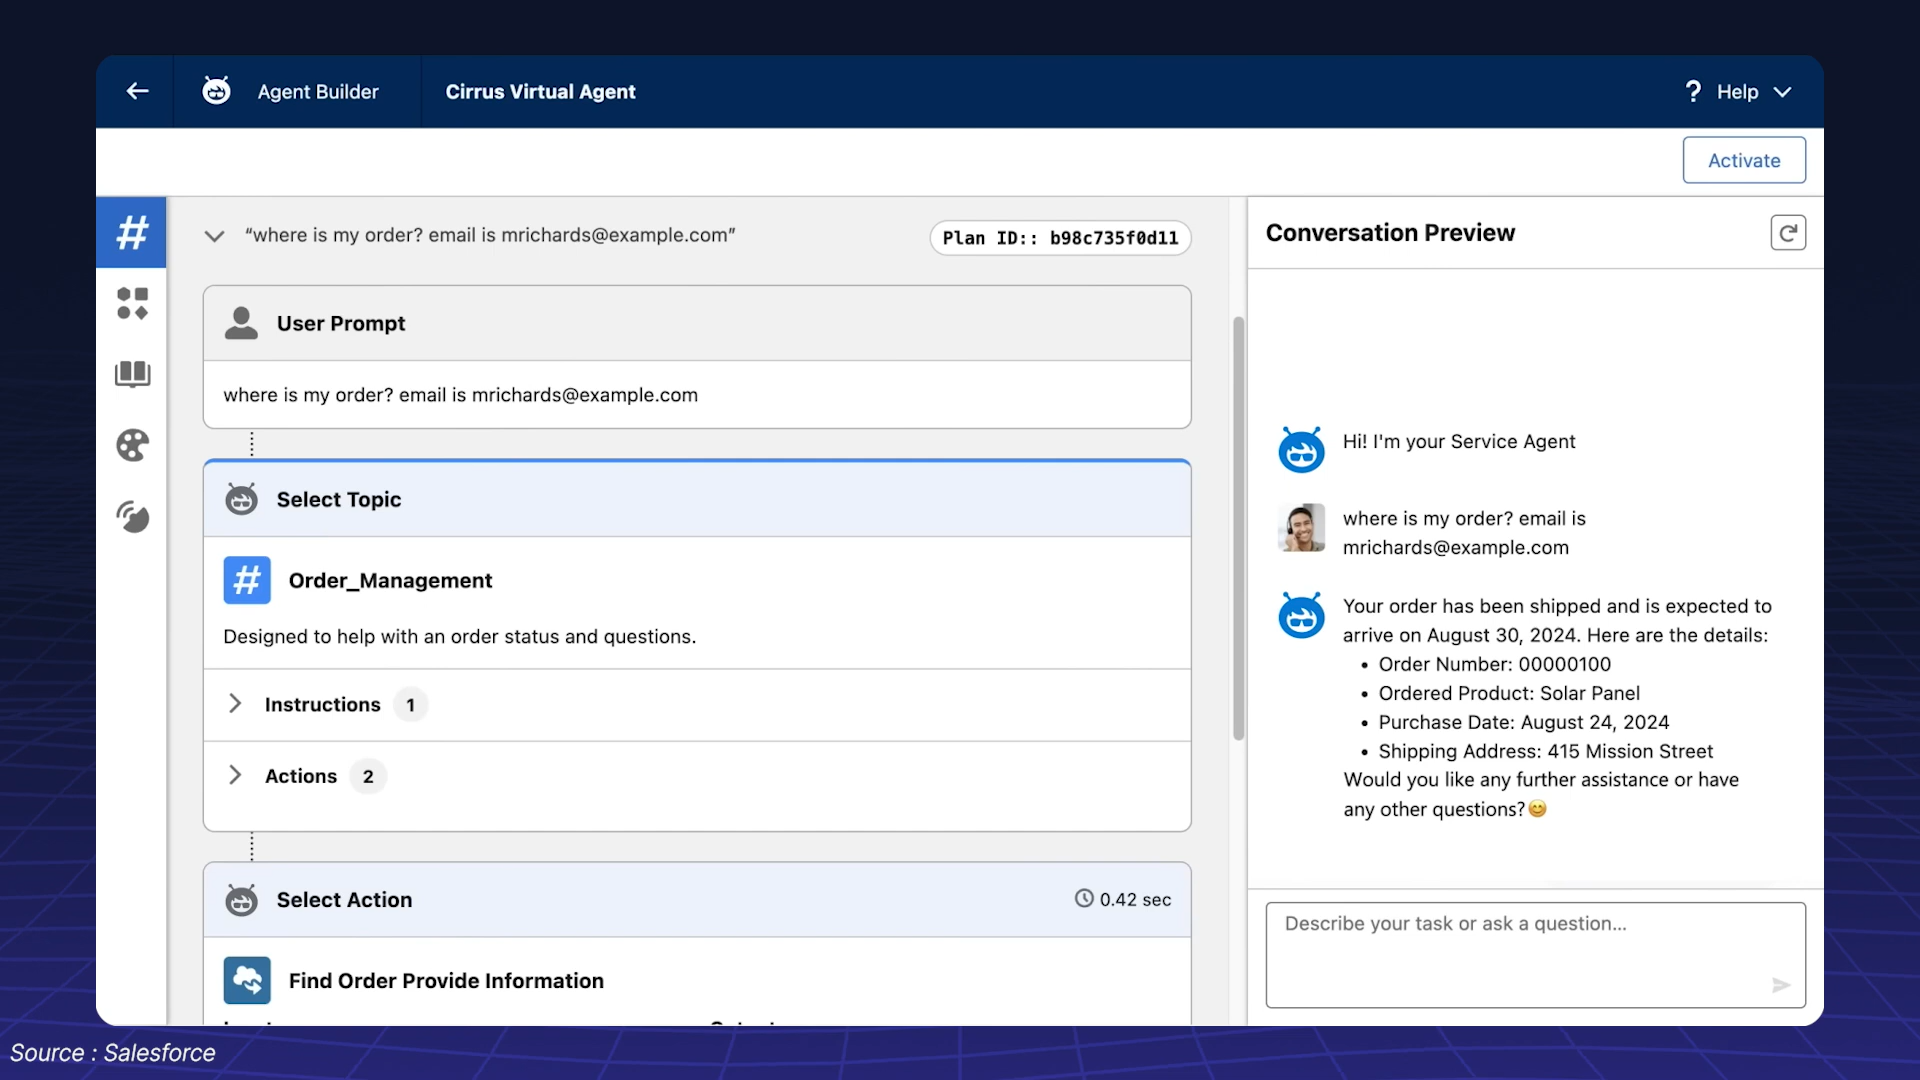 Agent Builder
Cirrus Virtual Agent
? Help
Activate
“where is my order? email is mrichards@example.com”
Plan ID:: b98c735f0d11
User Prompt
where is my order? email is mrichards@example.com
Select Topic
# Order_Management
Designed to help with an order status and questions.
Instructions 1
Actions 2
Select Action
0.42 sec
Find Order Provide Information
Conversation Preview
Hi! I'm your Service Agent
where is my order? email is
mrichards@example.com
Your order has been shipped and is expected to
arrive on August 30, 2024. Here are the details:
• Order Number: 00000100
• Ordered Product: Solar Panel
• Purchase Date: August 24, 2024
• Shipping Address: 415 Mission Street
Would you like any further assistance or have
any other questions?😊
Describe your task or ask a question...
Source : Salesforce